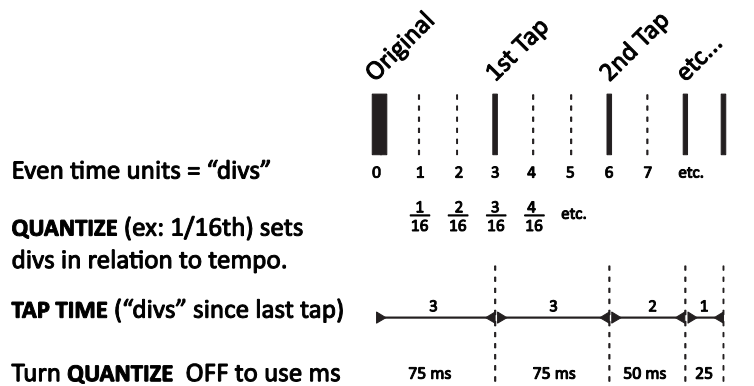 Original 1st Tap 2nd Tap etc...
Even time units = “divs” 0 1 2 3 4 5 6 7 etc.
QUANTIZE (ex: 1/16th) sets 1/16 2/16 3/16 4/16 etc.
divs in relation to tempo.
TAP TIME (“divs” since last tap) 3 3 2 1
Turn QUANTIZE OFF to use ms 75 ms 75 ms 50 ms 25